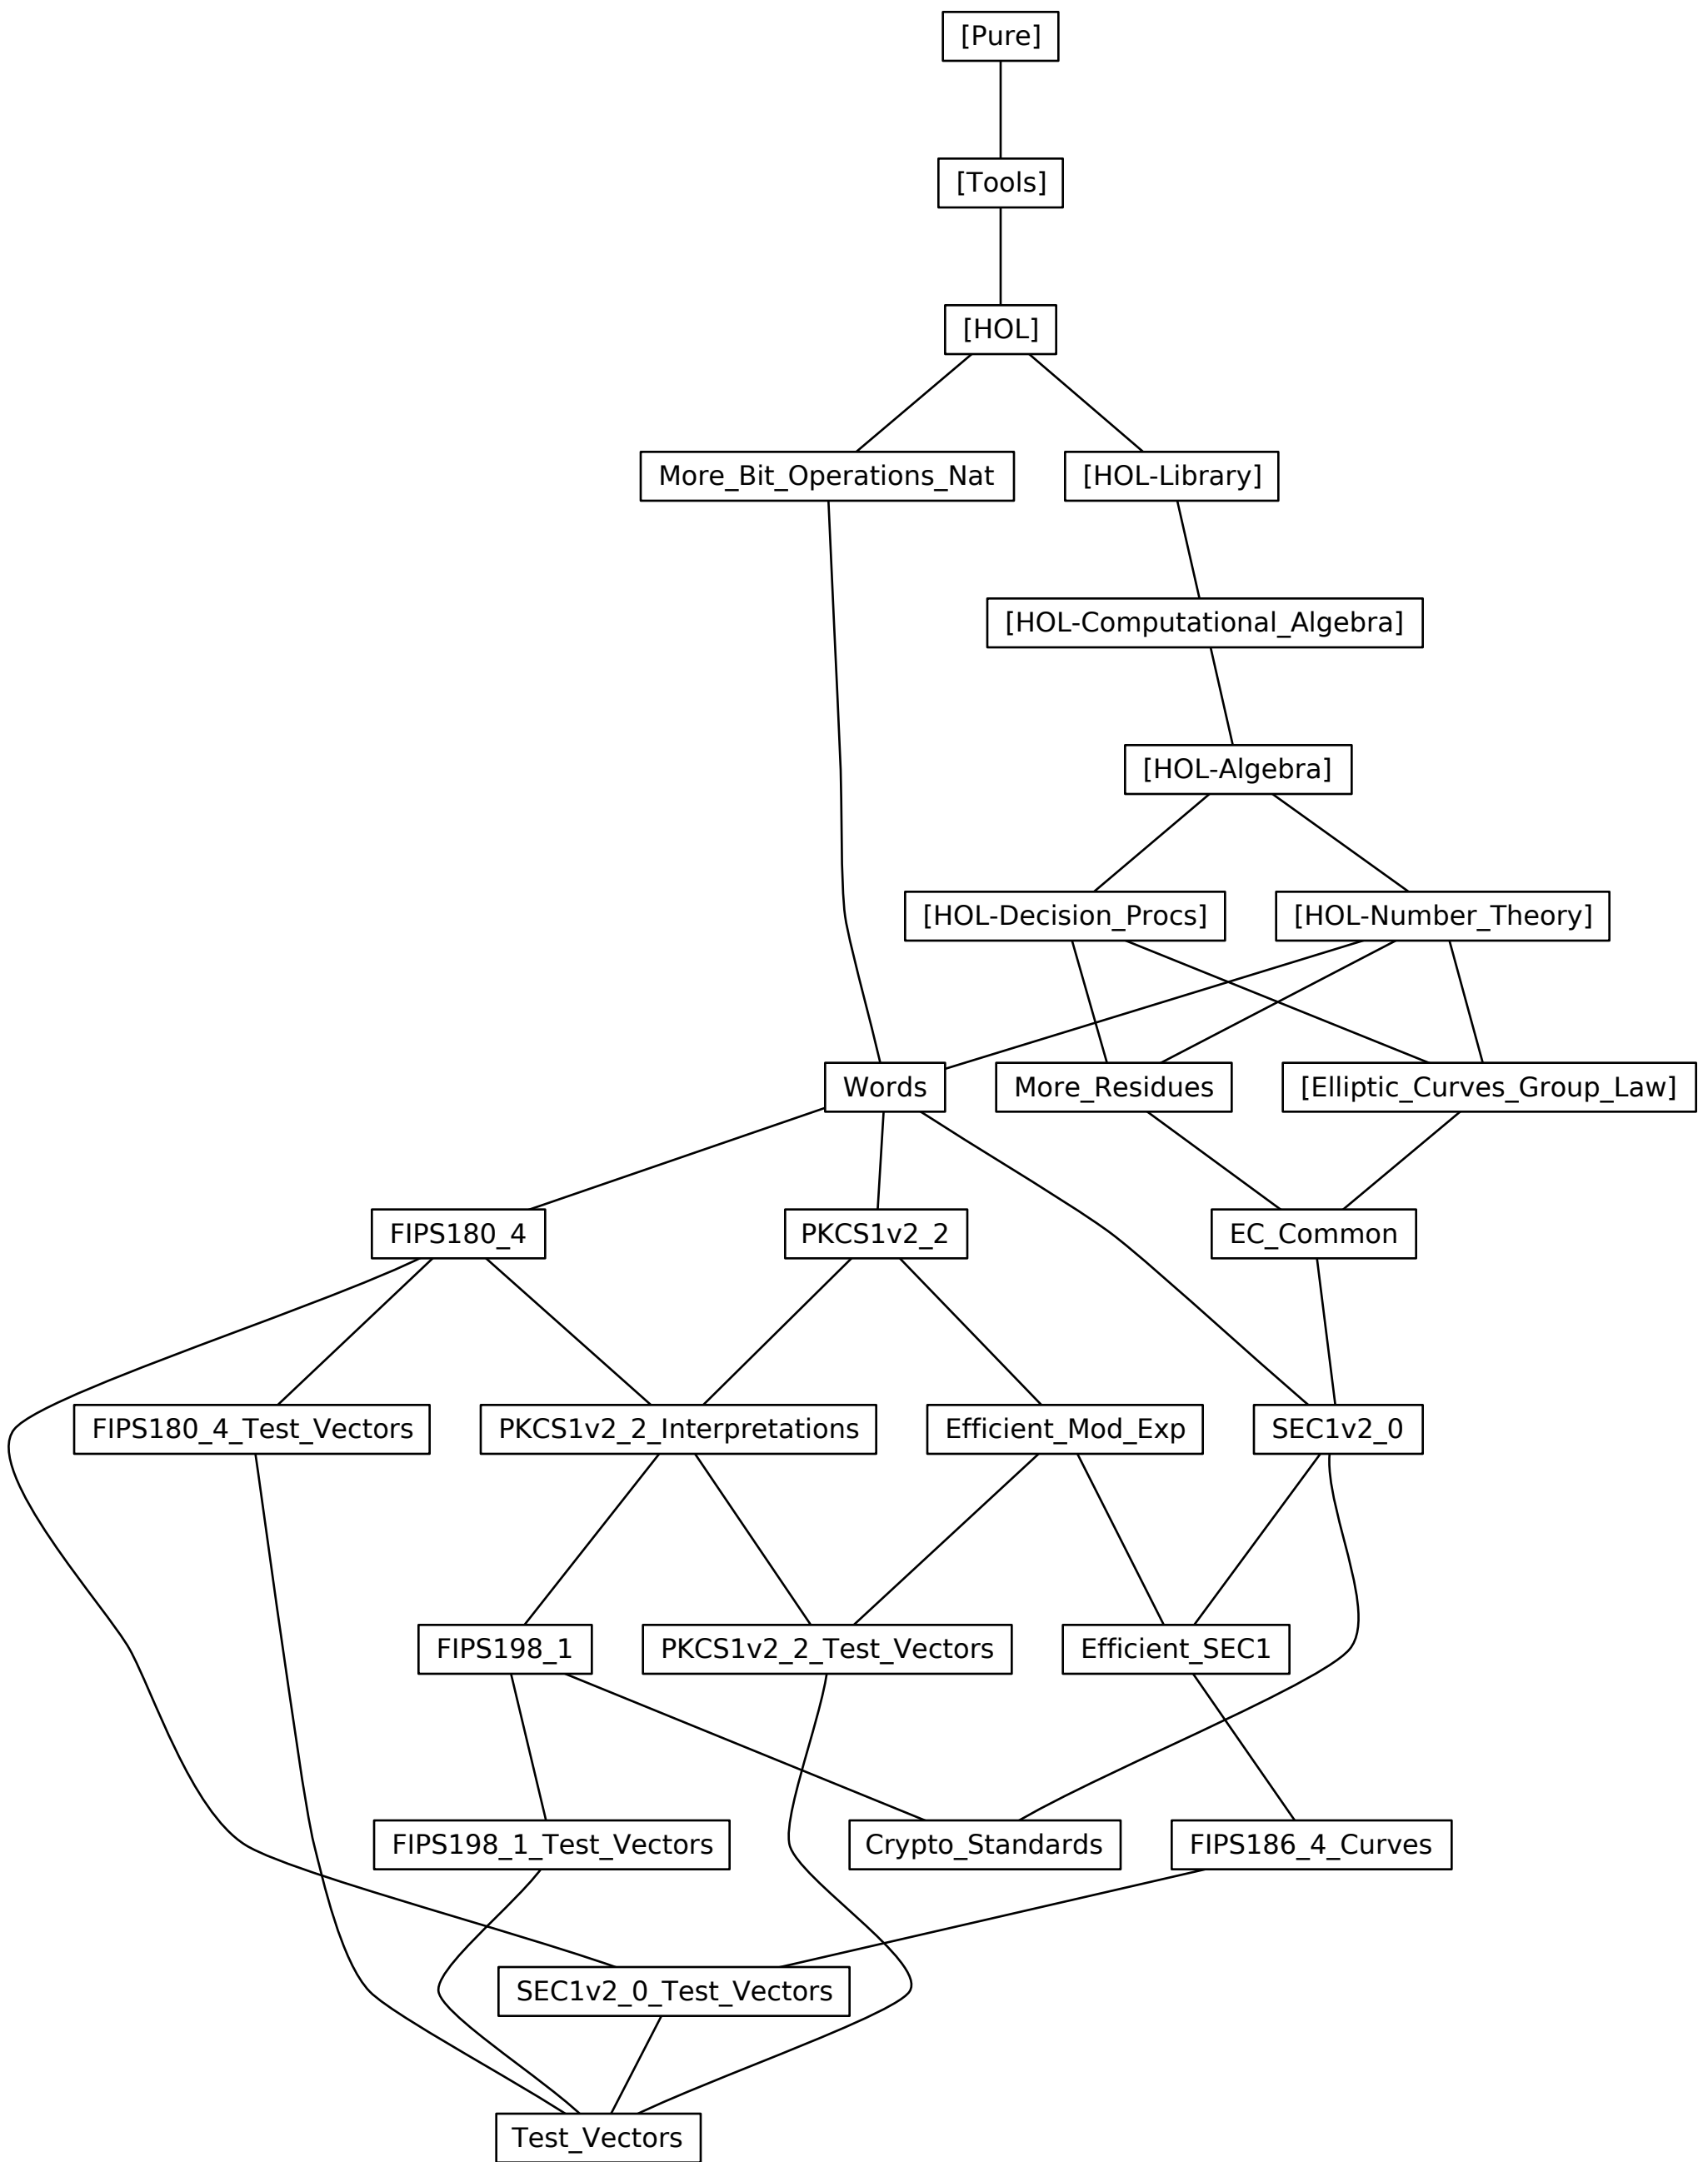 [Pure]
[Tools]
[HOL]
More_Bit_Operations_Nat
[HOL-Library]
[HOL-Computational_Algebra]
[HOL-Algebra]
[HOL-Decision_Procs]
[HOL-Number_Theory]
Words
More_Residues
[Elliptic_Curves_Group_Law]
FIPS180_4
PKCS1v2_2
EC_Common
FIPS180_4_Test_Vectors
PKCS1v2_2_Interpretations
Efficient_Mod_Exp
SEC1v2_0
FIPS198_1
PKCS1v2_2_Test_Vectors
Efficient_SEC1
FIPS198_1_Test_Vectors
Crypto_Standards
FIPS186_4_Curves
SEC1v2_0_Test_Vectors
Test_Vectors